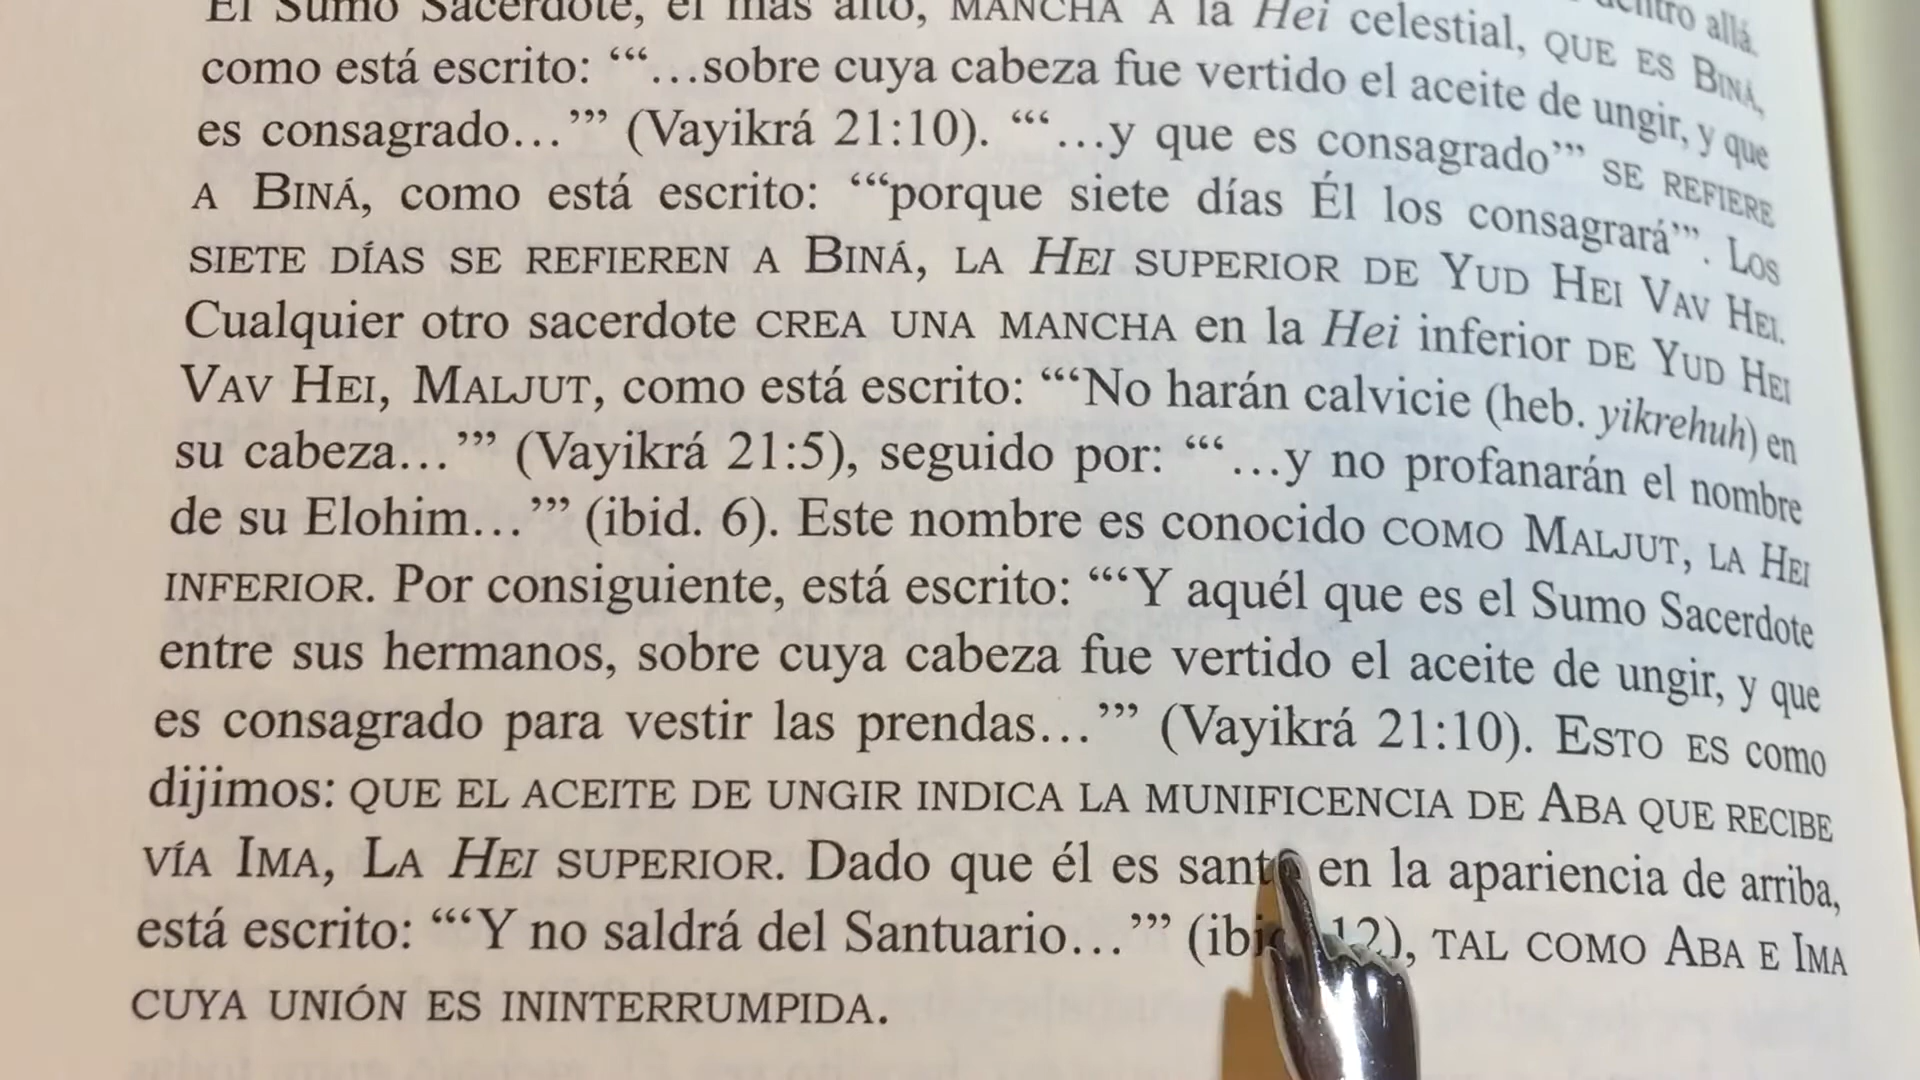 dentro allá.
El Sumo Sacerdote, el más alto, MANCHA A la Hei celestial, QUE ES BINÁ,
como está escrito: “‘“…sobre cuya cabeza fue vertido el aceite de ungir, y que
es consagrado…’”” (Vayikrá 21:10). “‘“…y que es consagrado’”” SE REFIERE
A BINÁ, como está escrito: “‘“porque siete días Él los consagrará’””. LOS
SIETE DÍAS SE REFIEREN A BINÁ, LA HEI SUPERIOR DE YUD HEI VAV HEI.
Cualquier otro sacerdote CREA UNA MANCHA en la Hei inferior DE YUD HEI
VAV HEI, MALJUT, como está escrito: “‘“No harán calvicie (heb. yikrehuh) en
su cabeza…’”” (Vayikrá 21:5), seguido por: “‘“…y no profanarán el nombre
de su Elohim…’”” (ibid. 6). Este nombre es conocido COMO MALJUT, LA HEI
INFERIOR. Por consiguiente, está escrito: “‘“Y aquél que es el Sumo Sacerdote
entre sus hermanos, sobre cuya cabeza fue vertido el aceite de ungir, y que
es consagrado para vestir las prendas…’”” (Vayikrá 21:10). ESTO ES como
dijimos: QUE EL ACEITE DE UNGIR INDICA LA MUNIFICENCIA DE ABA QUE RECIBE
VÍA IMA, LA HEI SUPERIOR. Dado que él es santo en la apariencia de arriba,
está escrito: “‘“Y no saldrá del Santuario…’”” (ibid. 12), TAL COMO ABA E IMA
CUYA UNIÓN ES ININTERRUMPIDA.